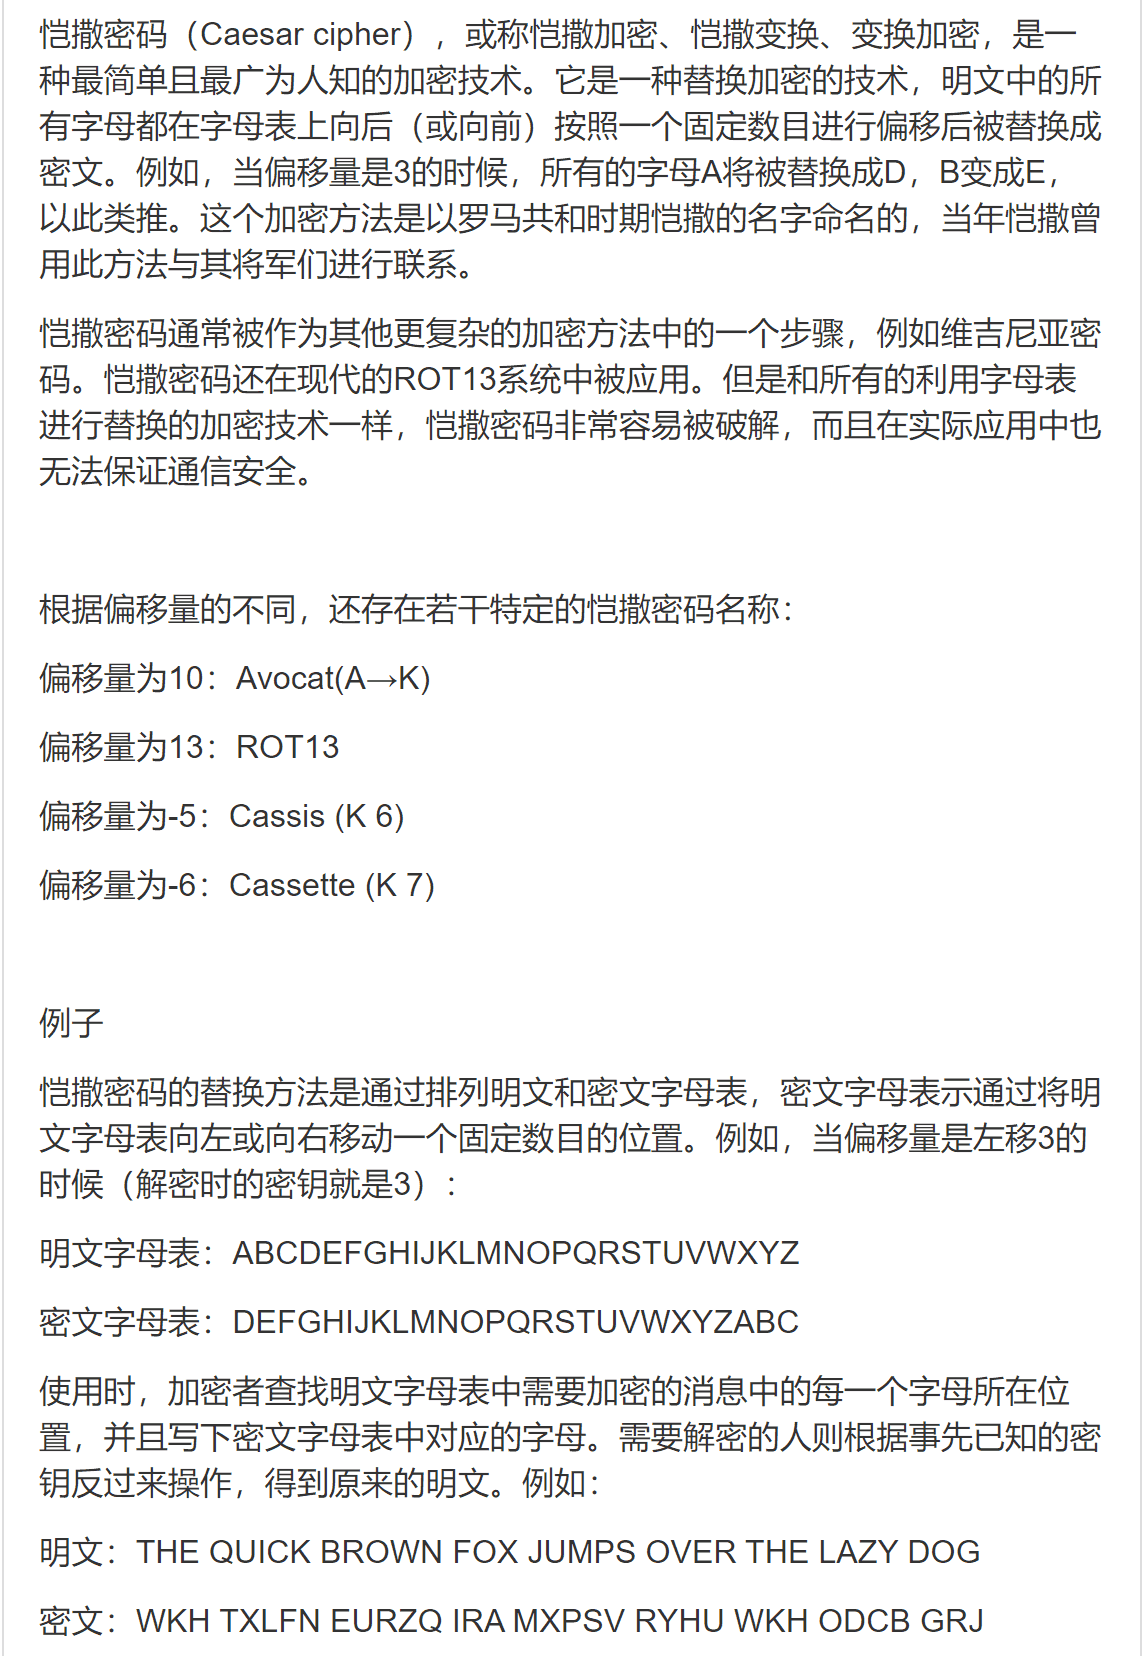 恺撒密码（Caesar cipher），或称恺撒加密、恺撒变换、变换加密，是一
种最简单且最广为人知的加密技术。它是一种替换加密的技术，明文中的所
有字母都在字母表上向后（或向前）按照一个固定数目进行偏移后被替换成
密文。例如，当偏移量是3的时候，所有的字母A将被替换成D，B变成E，
以此类推。这个加密方法是以罗马共和时期恺撒的名字命名的，当年恺撒曾
用此方法与其将军们进行联系。
恺撒密码通常被作为其他更复杂的加密方法中的一个步骤，例如维吉尼亚密
码。恺撒密码还在现代的ROT13系统中被应用。但是和所有的利用字母表
进行替换的加密技术一样，恺撒密码非常容易被破解，而且在实际应用中也
无法保证通信安全。
根据偏移量的不同，还存在若干特定的恺撒密码名称：
偏移量为10：Avocat(A→K)
偏移量为13：ROT13
偏移量为-5：Cassis (K 6)
偏移量为-6：Cassette (K 7)
例子
恺撒密码的替换方法是通过排列明文和密文字母表，密文字母表示通过将明
文字母表向左或向右移动一个固定数目的位置。例如，当偏移量是左移3的
时候（解密时的密钥就是3）：
明文字母表：ABCDEFGHIJKLMNOPQRSTUVWXYZ
密文字母表：DEFGHIJKLMNOPQRSTUVWXYZABC
使用时，加密者查找明文字母表中需要加密的消息中的每一个字母所在位
置，并且写下密文字母表中对应的字母。需要解密的人则根据事先已知的密
钥反过来操作，得到原来的明文。例如：
明文：THE QUICK BROWN FOX JUMPS OVER THE LAZY DOG
密文：WKH TXLFN EURZQ IRA MXPSV RYHU WKH ODCB GRJ